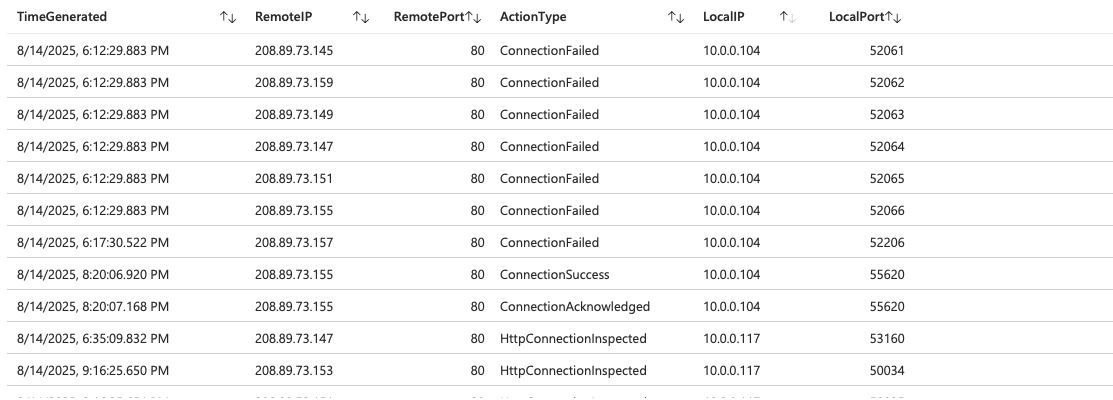 TimeGenerated ↑↓ RemoteIP ↑↓ RemotePort↑↓ ActionType ↑↓ LocalIP ↑↓ LocalPort↑↓
8/14/2025, 6:12:29.883 PM 208.89.73.145 80 ConnectionFailed 10.0.0.104 52061
8/14/2025, 6:12:29.883 PM 208.89.73.159 80 ConnectionFailed 10.0.0.104 52062
8/14/2025, 6:12:29.883 PM 208.89.73.149 80 ConnectionFailed 10.0.0.104 52063
8/14/2025, 6:12:29.883 PM 208.89.73.147 80 ConnectionFailed 10.0.0.104 52064
8/14/2025, 6:12:29.883 PM 208.89.73.151 80 ConnectionFailed 10.0.0.104 52065
8/14/2025, 6:12:29.883 PM 208.89.73.155 80 ConnectionFailed 10.0.0.104 52066
8/14/2025, 6:17:30.522 PM 208.89.73.157 80 ConnectionFailed 10.0.0.104 52206
8/14/2025, 8:20:06.920 PM 208.89.73.155 80 ConnectionSuccess 10.0.0.104 55620
8/14/2025, 8:20:07.168 PM 208.89.73.155 80 ConnectionAcknowledged 10.0.0.104 55620
8/14/2025, 6:35:09.832 PM 208.89.73.147 80 HttpConnectionInspected 10.0.0.117 53160
8/14/2025, 9:16:25.650 PM 208.89.73.153 80 HttpConnectionInspected 10.0.0.117 50034